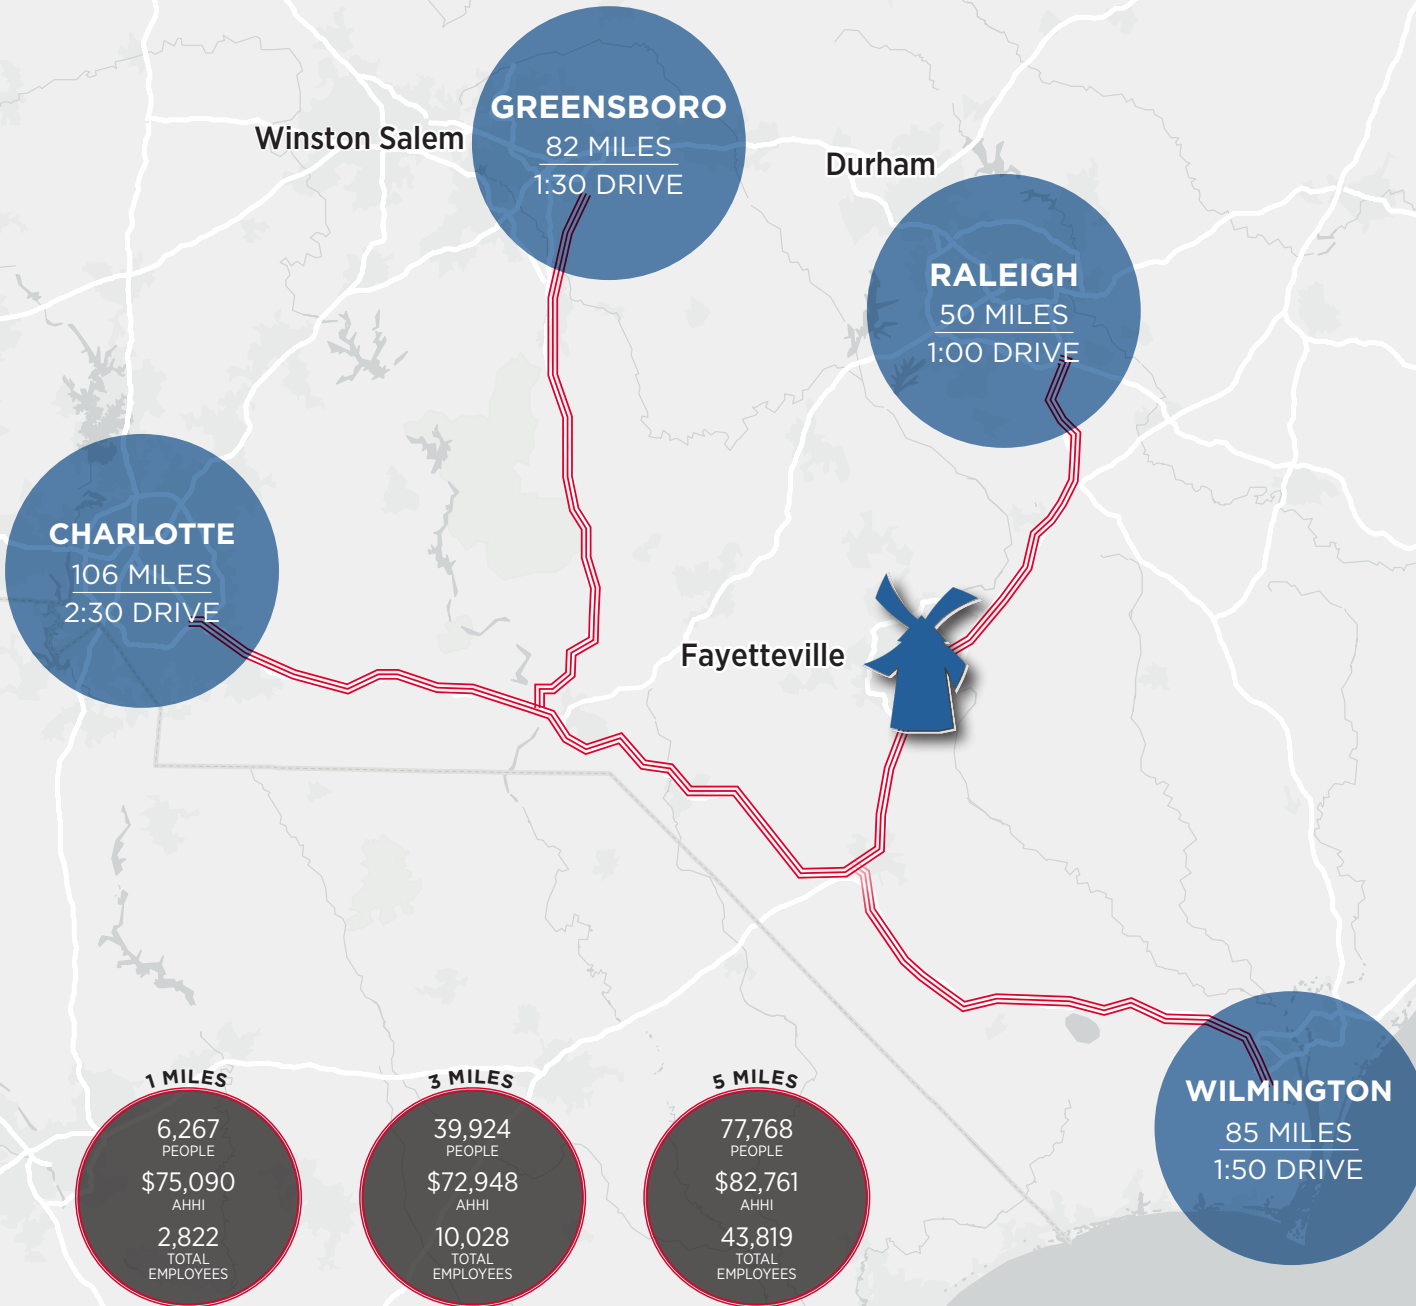 GREENSBORO
82 MILES
1:30 DRIVE
Winston Salem
Durham
RALEIGH
50 MILES
1:00 DRIVE
CHARLOTTE
106 MILES
2:30 DRIVE
Fayetteville
WILMINGTON
85 MILES
1:50 DRIVE
1 MILES
6,267
PEOPLE
$75,090
AHHI
2,822
TOTAL
EMPLOYEES
3 MILES
39,924
PEOPLE
$72,948
AHHI
10,028
TOTAL
EMPLOYEES
5 MILES
77,768
PEOPLE
$82,761
AHHI
43,819
TOTAL
EMPLOYEES